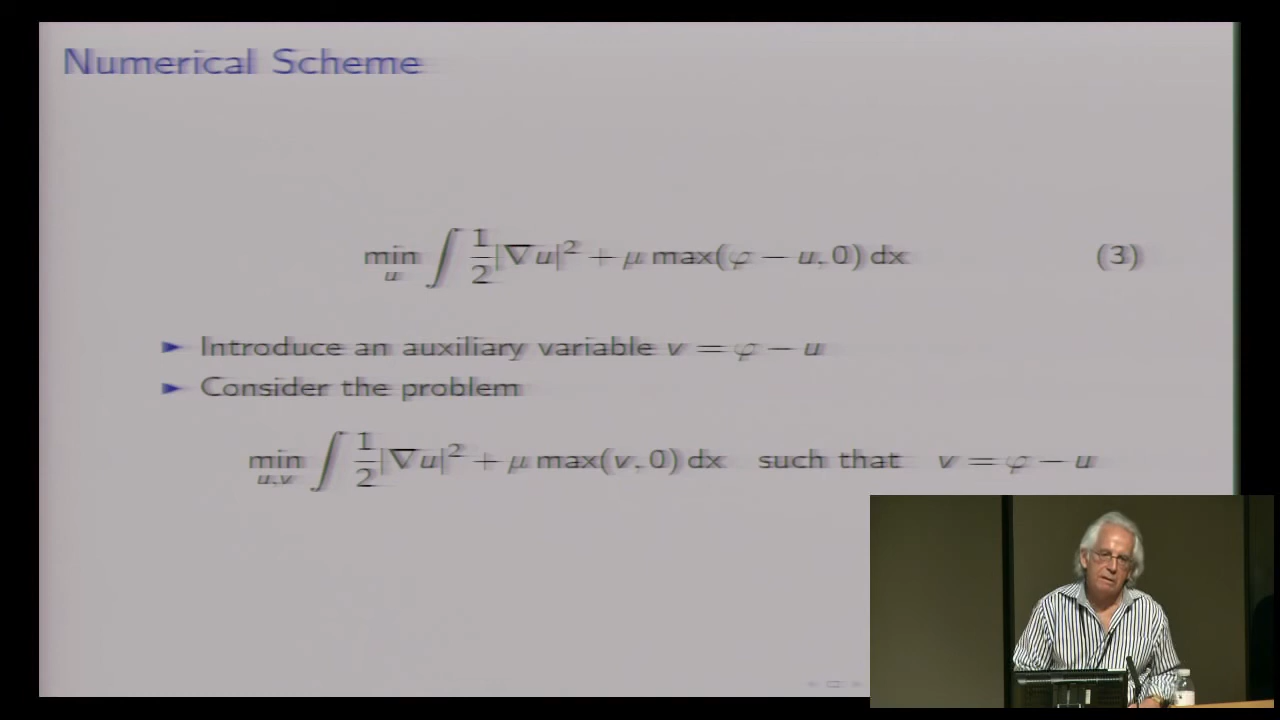 Numerical Scheme
min_u ∫ 1/2 |∇u|² + μ max(φ − u, 0) dx (3)
► Introduce an auxiliary variable v = φ − u
► Consider the problem
min_{u,v} ∫ 1/2 |∇u|² + μ max(v, 0) dx such that v = φ − u